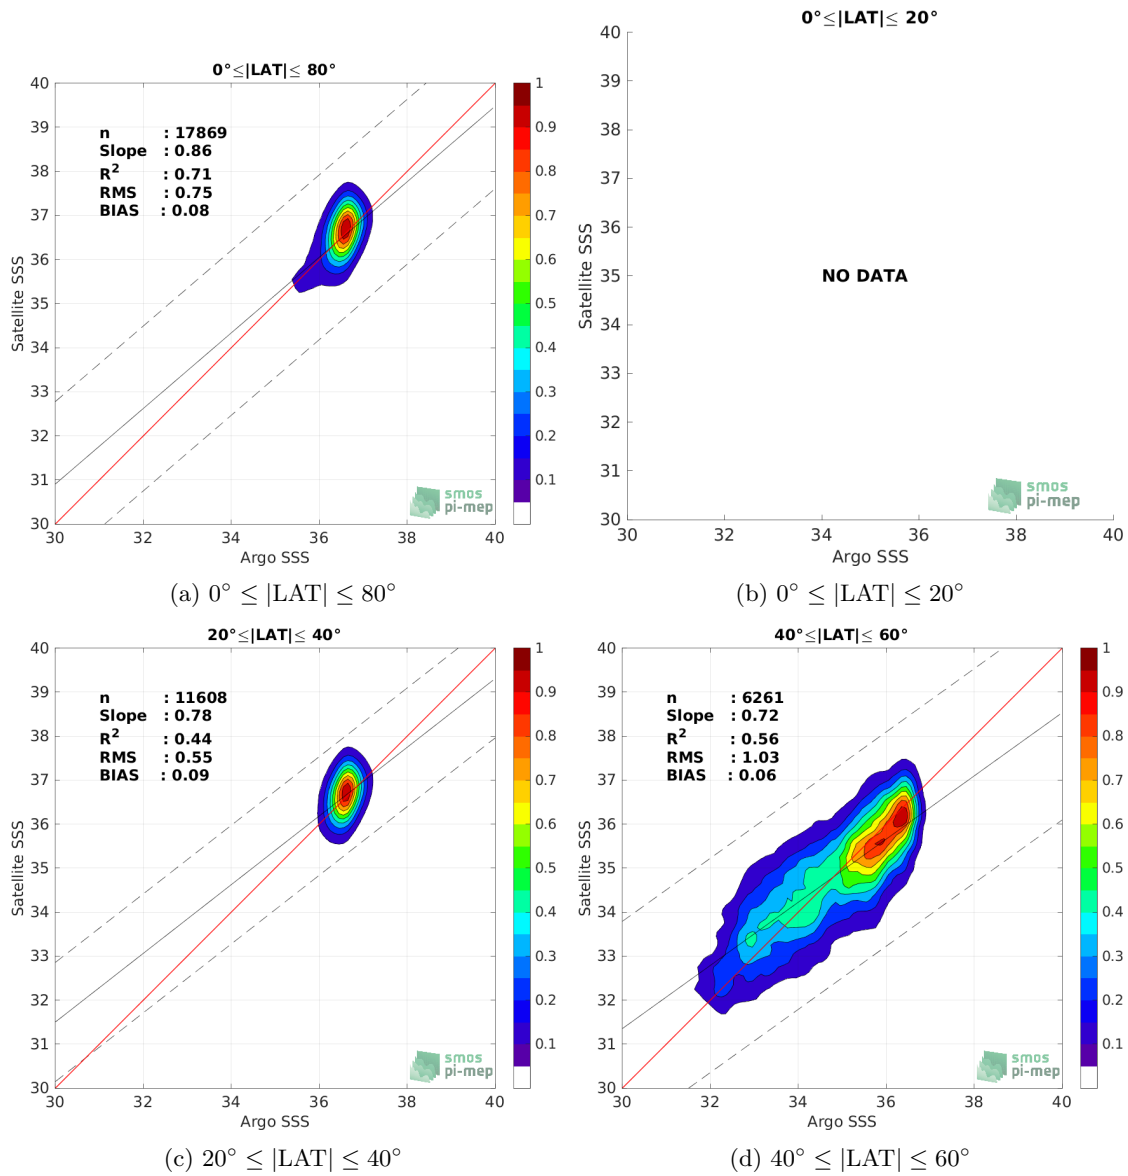 0°≤|LAT|≤ 80°
n : 17869
Slope : 0.86
R² : 0.71
RMS : 0.75
BIAS : 0.08
40
39
38
37
36
35
34
33
32
31
30
30 32 34 36 38 40
Satellite SSS
Argo SSS
1
0.9
0.8
0.7
0.6
0.5
0.4
0.3
0.2
0.1
smos
pi-mep
(a) 0° ≤ |LAT| ≤ 80°
0°≤|LAT|≤ 20°
40
39
38
37
36
35
34
33
32
31
30
30 32 34 36 38 40
Satellite SSS
Argo SSS
NO DATA
smos
pi-mep
(b) 0° ≤ |LAT| ≤ 20°
20°≤|LAT|≤ 40°
n : 11608
Slope : 0.78
R² : 0.44
RMS : 0.55
BIAS : 0.09
40
39
38
37
36
35
34
33
32
31
30
30 32 34 36 38 40
Satellite SSS
Argo SSS
1
0.9
0.8
0.7
0.6
0.5
0.4
0.3
0.2
0.1
smos
pi-mep
(c) 20° ≤ |LAT| ≤ 40°
40°≤|LAT|≤ 60°
n : 6261
Slope : 0.72
R² : 0.56
RMS : 1.03
BIAS : 0.06
40
39
38
37
36
35
34
33
32
31
30
30 32 34 36 38 40
Satellite SSS
Argo SSS
1
0.9
0.8
0.7
0.6
0.5
0.4
0.3
0.2
0.1
smos
pi-mep
(d) 40° ≤ |LAT| ≤ 60°